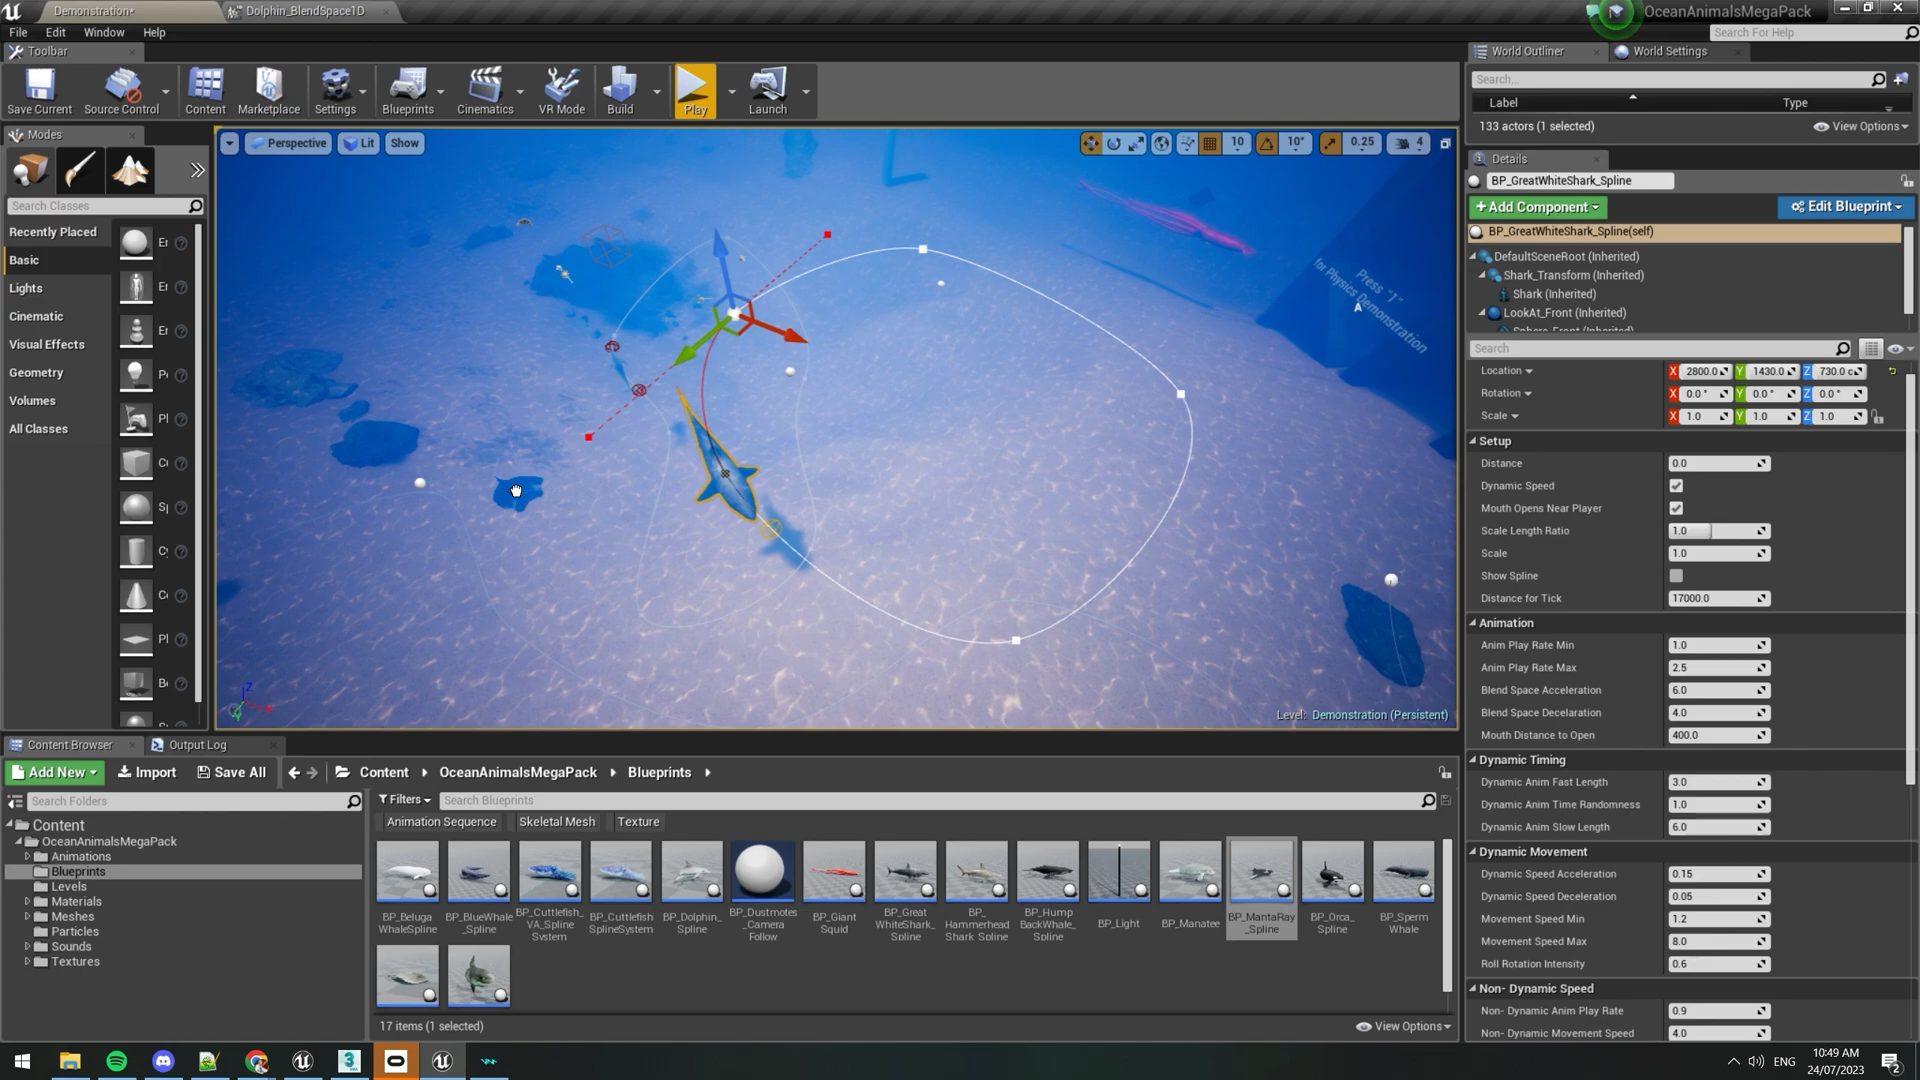 Demonstration*
Dolphin_BlendSpace1D
OceanAnimalsMegaPack
File
Edit
Window
Help
Search For Help
Toolbar
World Outliner
World Settings
Save Current
Source Control
Content
Marketplace
Settings
Blueprints
Cinematics
VR Mode
Build
Play
Launch
Search...
Label
Type
133 actors (1 selected)
View Options
Modes
Search Classes
Recently Placed
Basic
Lights
Cinematic
Visual Effects
Geometry
Volumes
All Classes
Perspective
Lit
Show
10
10°
0.25
4
Press "1"
for Physics Demonstration
Level: Demonstration (Persistent)
Details
BP_GreatWhiteShark_Spline
+Add Component
Edit Blueprint
BP_GreatWhiteShark_Spline(self)
DefaultSceneRoot (Inherited)
Shark_Transform (Inherited)
Shark (Inherited)
LookAt_Front (Inherited)
Sphere_Front (Inherited)
Search
Location
X 2800.0
Y 1430.0
Z 730.0 c
Rotation
X 0.0 °
Y 0.0 °
Z 0.0 °
Scale
X 1.0
Y 1.0
Z 1.0
Setup
Distance 0.0
Dynamic Speed
Mouth Opens Near Player
Scale Length Ratio 1.0
Scale 1.0
Show Spline
Distance for Tick 17000.0
Animation
Anim Play Rate Min 1.0
Anim Play Rate Max 2.5
Blend Space Acceleration 6.0
Blend Space Decelaration 4.0
Mouth Distance to Open 400.0
Dynamic Timing
Dynamic Anim Fast Length 3.0
Dynamic Anim Time Randomness 1.0
Dynamic Anim Slow Length 6.0
Dynamic Movement
Dynamic Speed Acceleration 0.15
Dynamic Speed Deceleration 0.05
Movement Speed Min 1.2
Movement Speed Max 8.0
Roll Rotation Intensity 0.6
Non- Dynamic Speed
Non- Dynamic Anim Play Rate 0.9
Non- Dynamic Movement Speed 4.0
Content Browser
Output Log
Add New
Import
Save All
Content
OceanAnimalsMegaPack
Blueprints
Search Folders
Filters
Search Blueprints
Animation Sequence
Skeletal Mesh
Texture
Content
OceanAnimalsMegaPack
Animations
Blueprints
Levels
Materials
Meshes
Particles
Sounds
Textures
BP_Beluga
WhaleSpline
BP_BlueWhale
_Spline
BP_Cuttlefish_
VA_Spline
System
BP_Cuttlefish
SplineSystem
BP_Dolphin_
Spline
BP_Dustmotes
_Camera
Follow
BP_Giant
Squid
BP_Great
WhiteShark_
Spline
BP_
Hammerhead
Shark_Spline
BP_Hump
BackWhale_
Spline
BP_Light
BP_Manatee
BP_MantaRay
_Spline
BP_Orca_
Spline
BP_Sperm
Whale
17 items (1 selected)
View Options
ENG
10:49 AM
24/07/2023
2